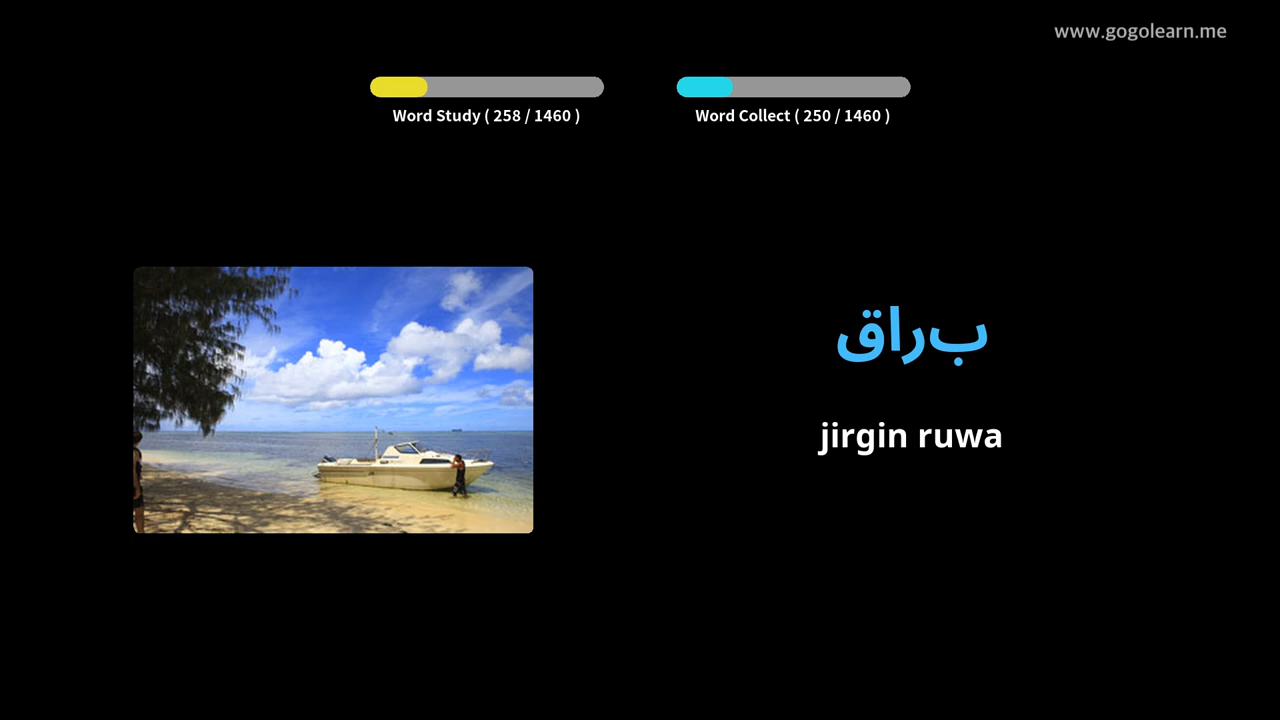 www.gogolearn.me
Word Study ( 258 / 1460 )
Word Collect ( 250 / 1460 )
براق
jirgin ruwa